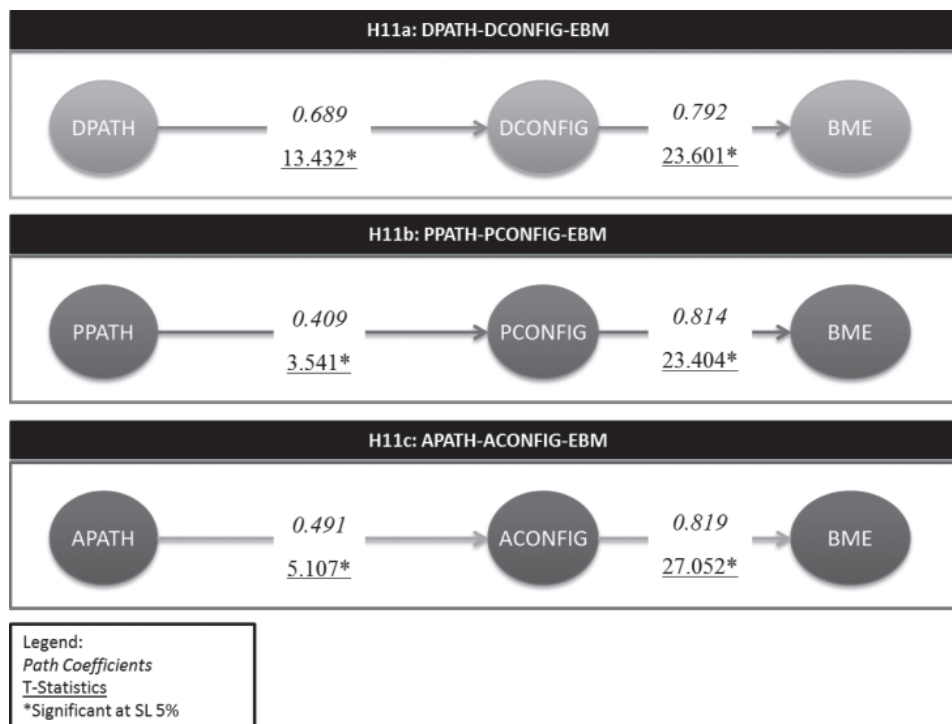 H11a: DPATH-DCONFIG-EBM
DPATH 0.689 DCONFIG 0.792 BME
13.432* 23.601*
H11b: PPATH-PCONFIG-EBM
PPATH 0.409 PCONFIG 0.814 BME
3.541* 23.404*
H11c: APATH-ACONFIG-EBM
APATH 0.491 ACONFIG 0.819 BME
5.107* 27.052*
Legend:
Path Coefficients
T-Statistics
*Significant at SL 5%